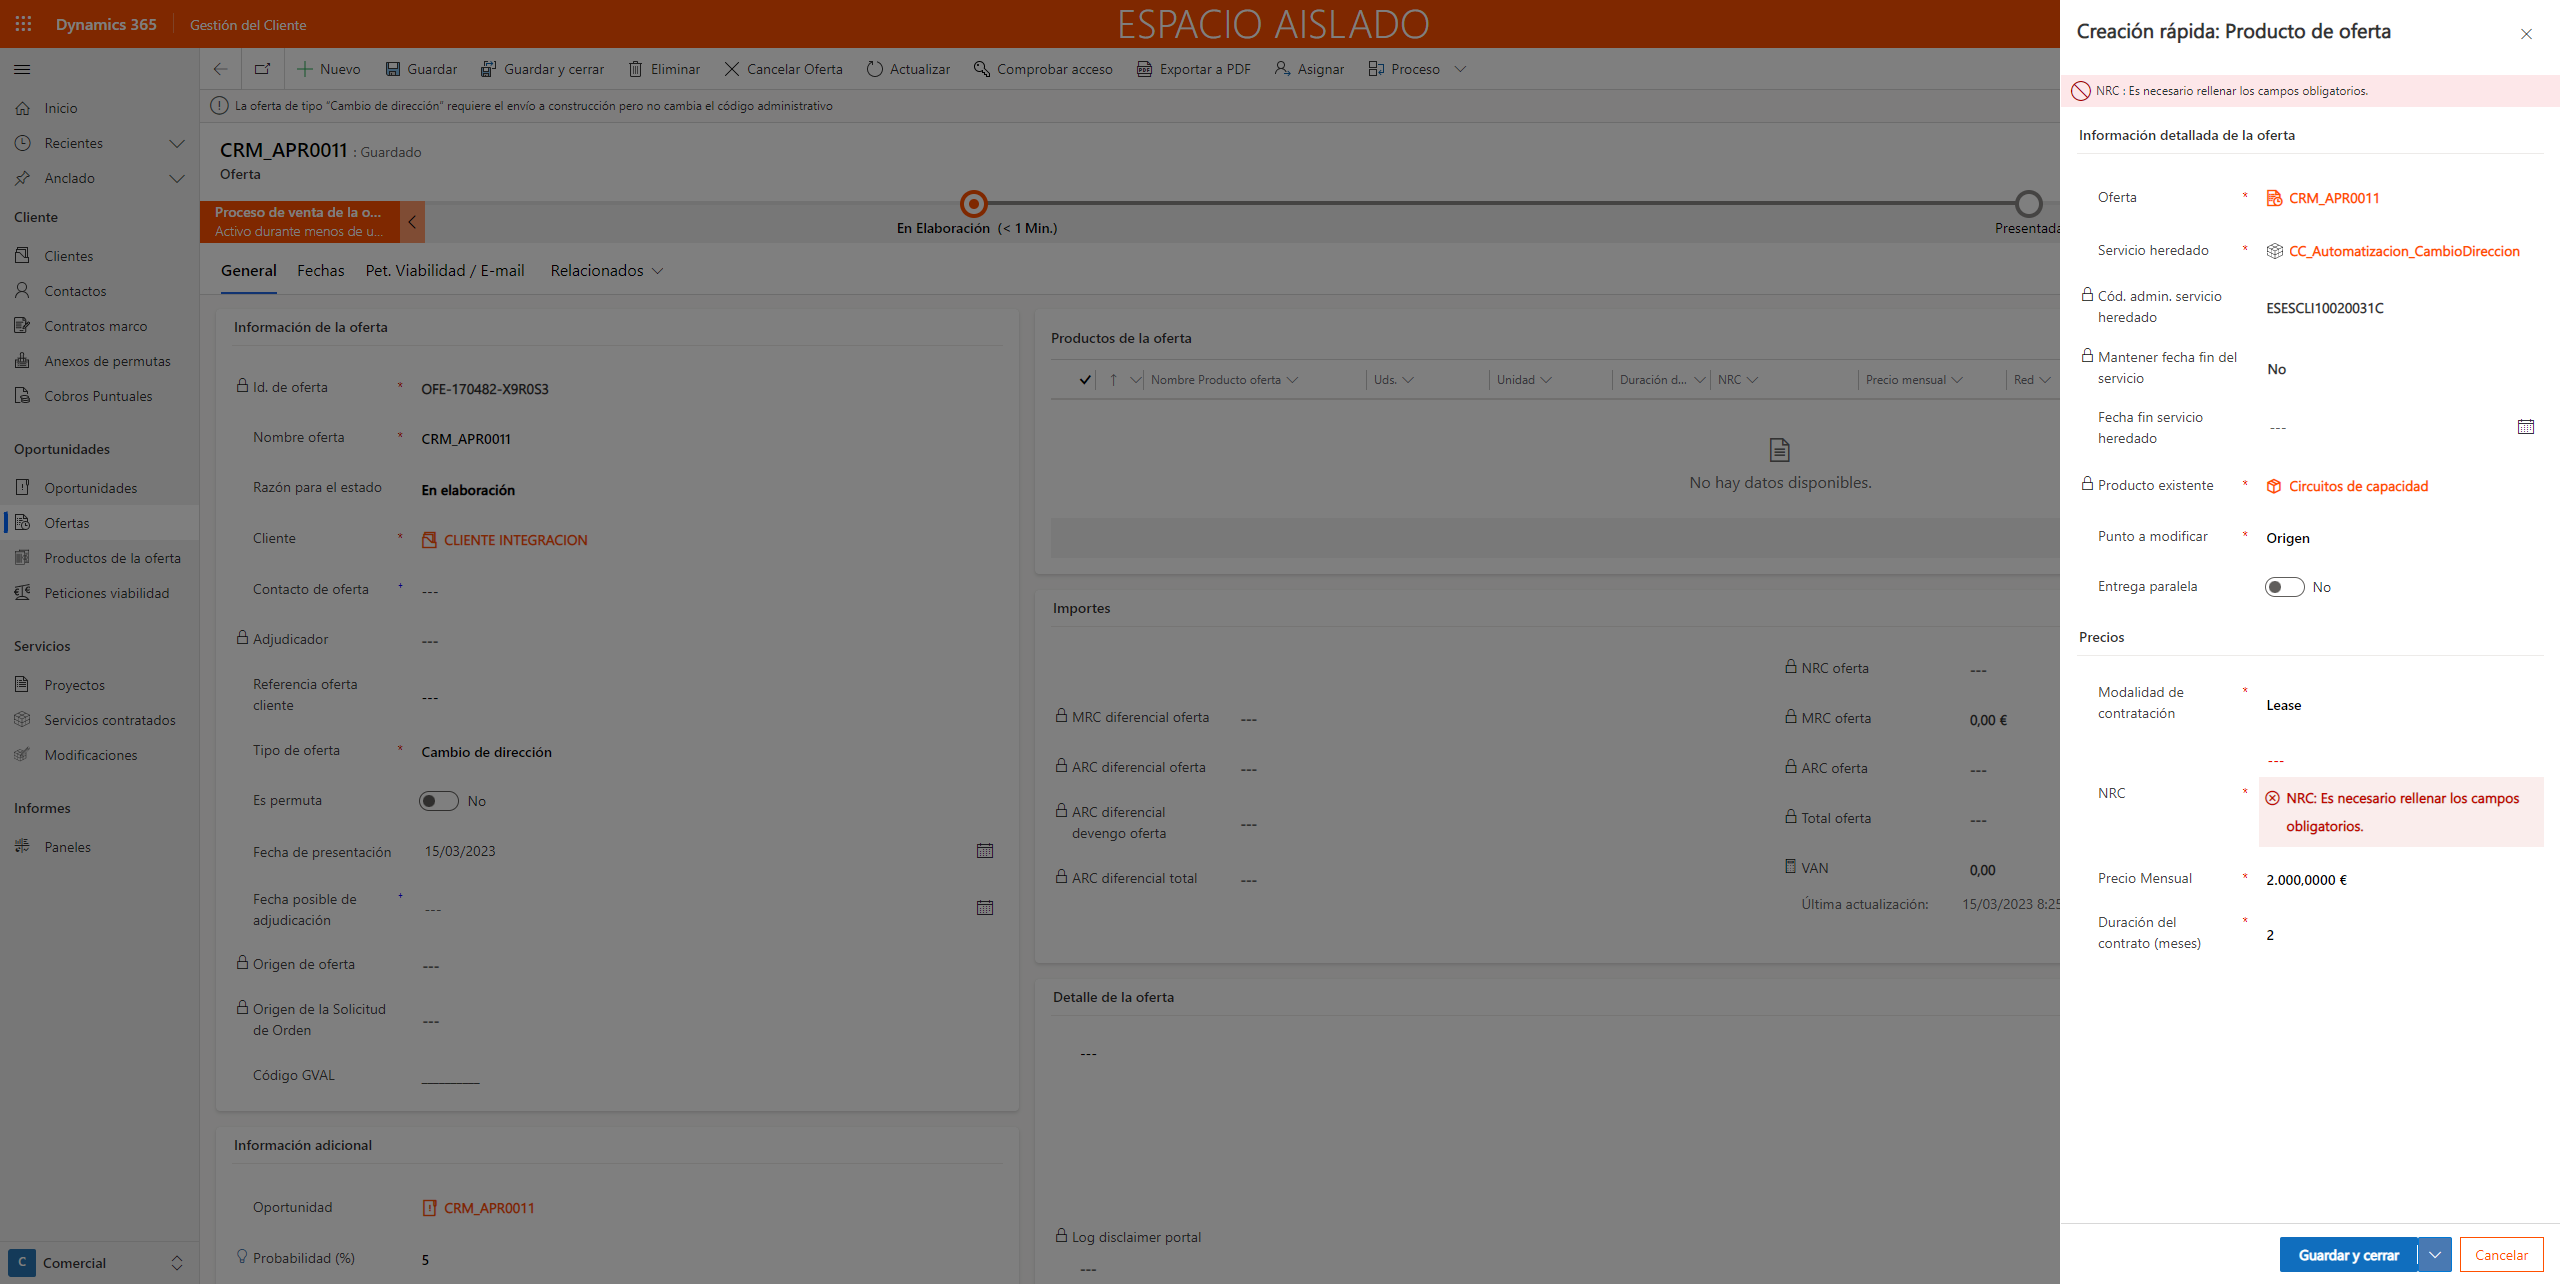 Dynamics 365
Gestión del Cliente
ESPACIO AISLADO
Nuevo
Guardar
Guardar y cerrar
Eliminar
Cancelar Oferta
Actualizar
Comprobar acceso
Exportar a PDF
Asignar
Proceso
La oferta de tipo "Cambio de dirección" requiere el envío a construcción pero no cambia el código administrativo
Inicio
Recientes
Anclado
Cliente
Clientes
Contactos
Contratos marco
Anexos de permutas
Cobros Puntuales
Oportunidades
Oportunidades
Ofertas
Productos de la oferta
Peticiones viabilidad
Servicios
Proyectos
Servicios contratados
Modificaciones
Informes
Paneles
C Comercial
CRM_APR0011 : Guardado
Oferta
Proceso de venta de la o...
Activo durante menos de u...
En Elaboración (< 1 Min.)
Presentada
General
Fechas
Pet. Viabilidad / E-mail
Relacionados
Información de la oferta
Id. de oferta * OFE-170482-X9R0S3
Nombre oferta * CRM_APR0011
Razón para el estado En elaboración
Cliente * CLIENTE INTEGRACION
Contacto de oferta + ---
Adjudicador ---
Referencia oferta
cliente
---
Tipo de oferta * Cambio de dirección
Es permuta No
Fecha de presentación 15/03/2023
Fecha posible de
adjudicación
+ ---
Origen de oferta ---
Origen de la Solicitud
de Orden
---
Código GVAL __________
Información adicional
Oportunidad CRM_APR0011
Probabilidad (%) 5
Productos de la oferta
Nombre Producto oferta
Uds.
Unidad
Duración d...
NRC
Precio mensual
Red
No hay datos disponibles.
Importes
MRC diferencial oferta ---
ARC diferencial oferta ---
ARC diferencial
devengo oferta
---
ARC diferencial total ---
NRC oferta ---
MRC oferta 0,00 €
ARC oferta ---
Total oferta ---
VAN 0,00
Última actualización: 15/03/2023 8:25
Detalle de la oferta
---
Log disclaimer portal
---
Creación rápida: Producto de oferta
NRC : Es necesario rellenar los campos obligatorios.
Información detallada de la oferta
Oferta * CRM_APR0011
Servicio heredado * CC_Automatizacion_CambioDireccion
Cód. admin. servicio
heredado
ESESCLI10020031C
Mantener fecha fin del
servicio
No
Fecha fin servicio
heredado
---
Producto existente * Circuitos de capacidad
Punto a modificar * Origen
Entrega paralela No
Precios
Modalidad de
contratación
* Lease
---
NRC *
NRC: Es necesario rellenar los campos
obligatorios.
Precio Mensual * 2.000,0000 €
Duración del
contrato (meses)
* 2
Guardar y cerrar
Cancelar